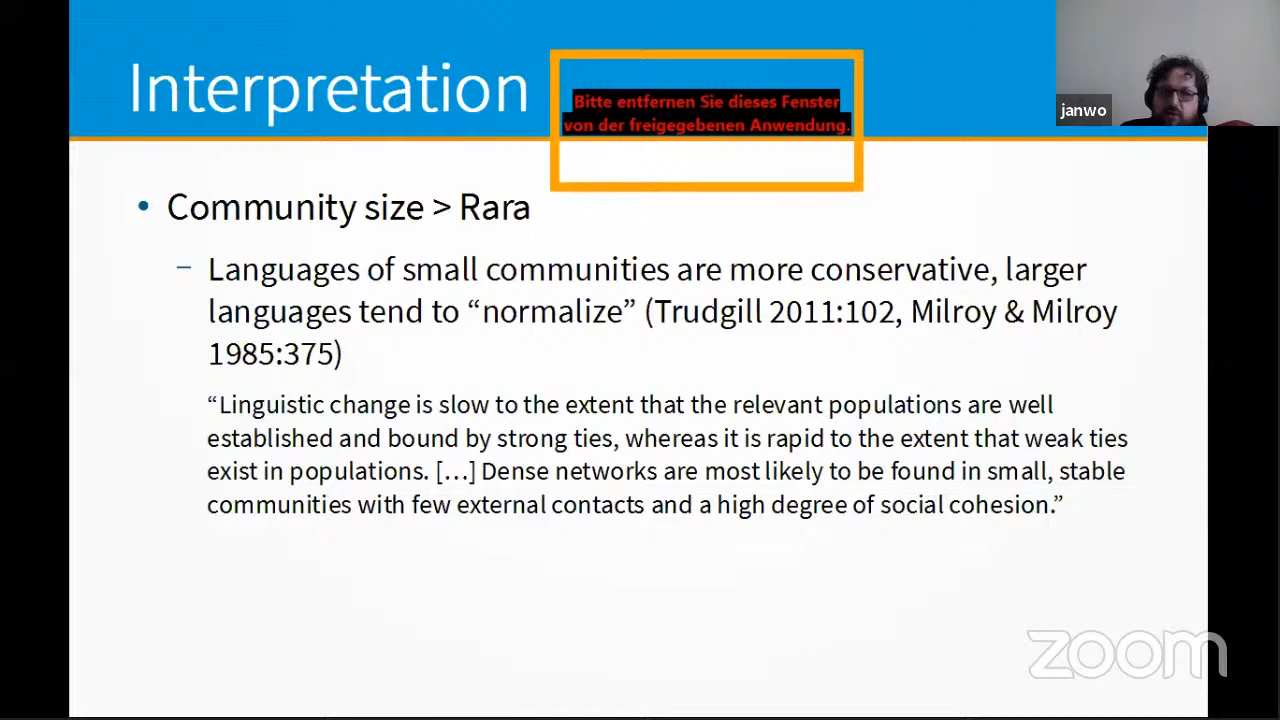 Interpretation
Bitte entfernen Sie dieses Fenster
von der freigegebenen Anwendung.
janwo
• Community size > Rara
– Languages of small communities are more conservative, larger
languages tend to “normalize” (Trudgill 2011:102, Milroy & Milroy
1985:375)
“Linguistic change is slow to the extent that the relevant populations are well
established and bound by strong ties, whereas it is rapid to the extent that weak ties
exist in populations. […] Dense networks are most likely to be found in small, stable
communities with few external contacts and a high degree of social cohesion.”
zoom